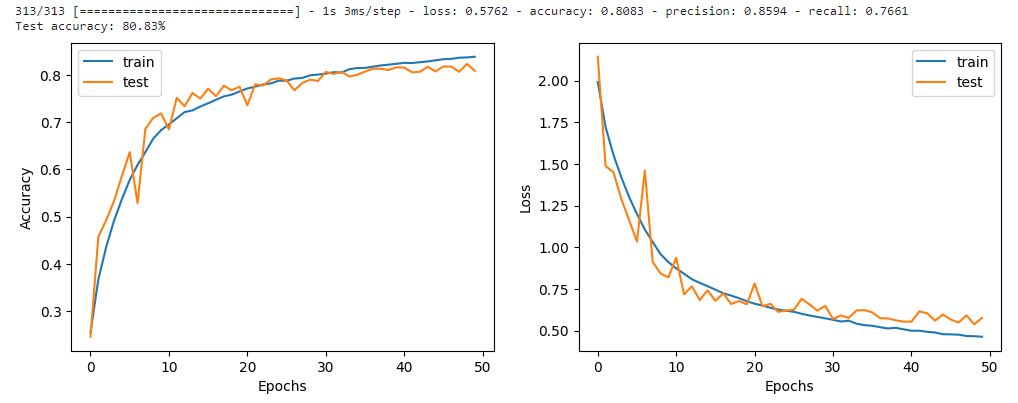 313/313 [==============================] - 1s 3ms/step - loss: 0.5762 - accuracy: 0.8083 - precision: 0.8594 - recall: 0.7661
Test accuracy: 80.83%
train
test
0.8
0.7
0.6
0.5
0.4
0.3
Accuracy
0 10 20 30 40 50
Epochs
train
test
2.00
1.75
1.50
1.25
1.00
0.75
0.50
Loss
0 10 20 30 40 50
Epochs